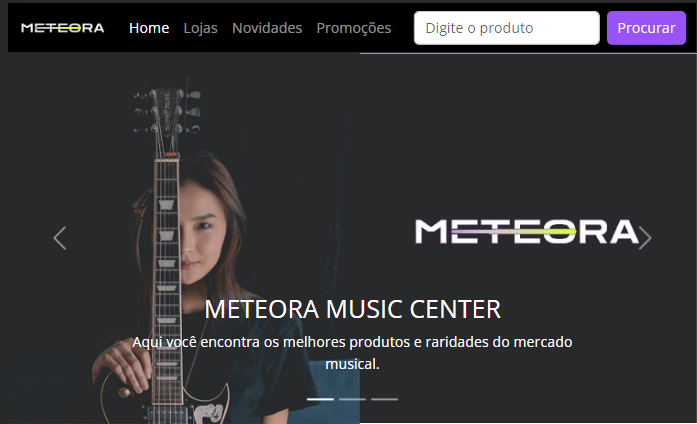 METEORA Home Lojas Novidades Promoções Digite o produto Procurar
METEORA
METEORA MUSIC CENTER
Aqui você encontra os melhores produtos e raridades do mercado
musical.